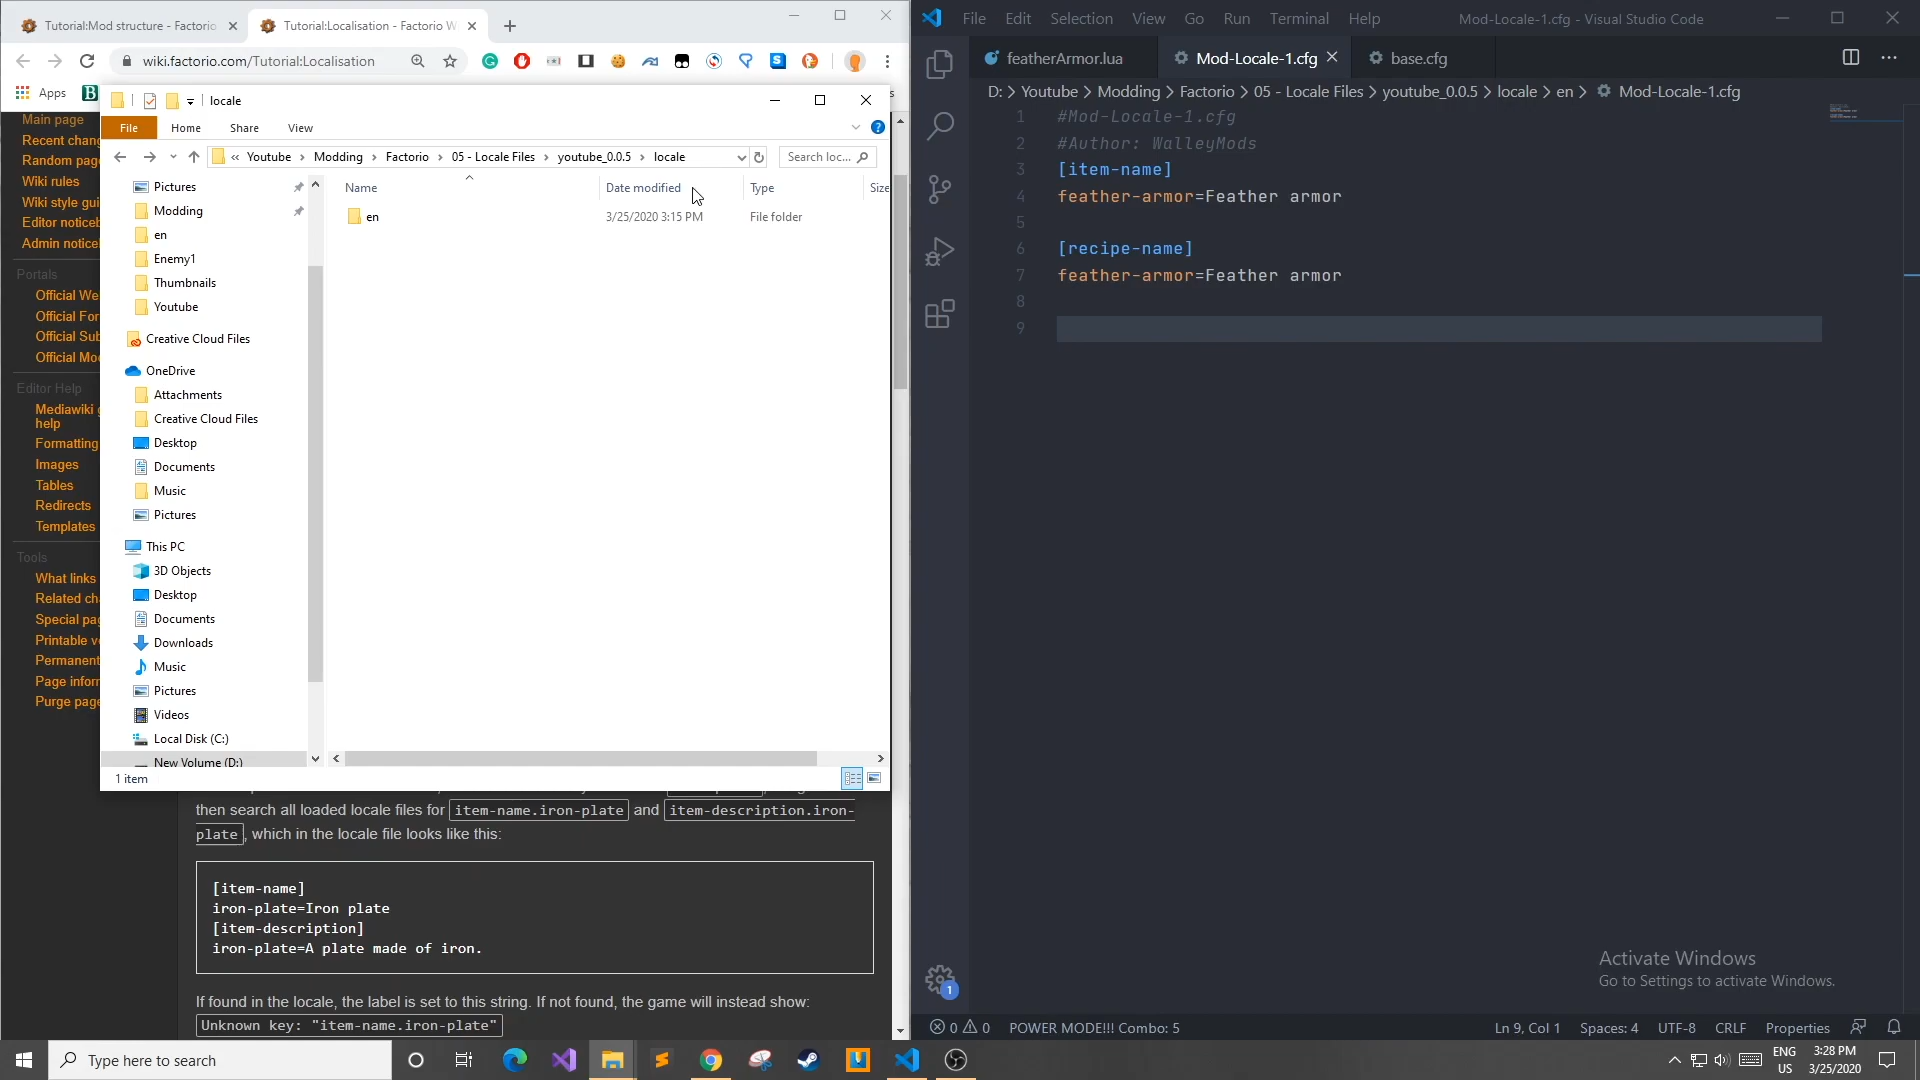 Tutorial:Mod structure - Factorio
Tutorial:Localisation - Factorio W
wiki.factorio.com/Tutorial:Localisation
Apps
Main page
Recent chang
Random page
Wiki rules
Wiki style gui
Editor noticeb
Admin noticeb
Portals
Official We
Official For
Official Sub
Official Mod
Editor Help
Mediawiki
help
Formatting
Images
Tables
Redirects
Templates
Tools
What links
Related ch
Special pag
Printable v
Permanent
Page inform
Purge page
locale
File
Home
Share
View
« Youtube > Modding > Factorio > 05 - Locale Files > youtube_0.0.5 > locale
Search loc...
Name
Date modified
Type
Size
en
3/25/2020 3:15 PM
File folder
Pictures
Modding
en
Enemy1
Thumbnails
Youtube
Creative Cloud Files
OneDrive
Attachments
Creative Cloud Files
Desktop
Documents
Music
Pictures
This PC
3D Objects
Desktop
Documents
Downloads
Music
Pictures
Videos
Local Disk (C:)
New Volume (D:)
1 item
then search all loaded locale files for item-name.iron-plate and item-description.iron-
plate, which in the locale file looks like this:
[item-name]
iron-plate=Iron plate
[item-description]
iron-plate=A plate made of iron.
If found in the locale, the label is set to this string. If not found, the game will instead show:
Unknown key: "item-name.iron-plate"
File Edit Selection View Go Run Terminal Help
Mod-Locale-1.cfg - Visual Studio Code
featherArmor.lua
Mod-Locale-1.cfg
base.cfg
D: > Youtube > Modding > Factorio > 05 - Locale Files > youtube_0.0.5 > locale > en > Mod-Locale-1.cfg
1 #Mod-Locale-1.cfg
2 #Author: WalleyMods
3 [item-name]
4 feather-armor=Feather armor
5
6 [recipe-name]
7 feather-armor=Feather armor
8
9
Activate Windows
Go to Settings to activate Windows.
1
0 0 POWER MODE!!! Combo: 5
Ln 9, Col 1
Spaces: 4
UTF-8
CRLF
Properties
Type here to search
ENG
US
3:28 PM
3/25/2020